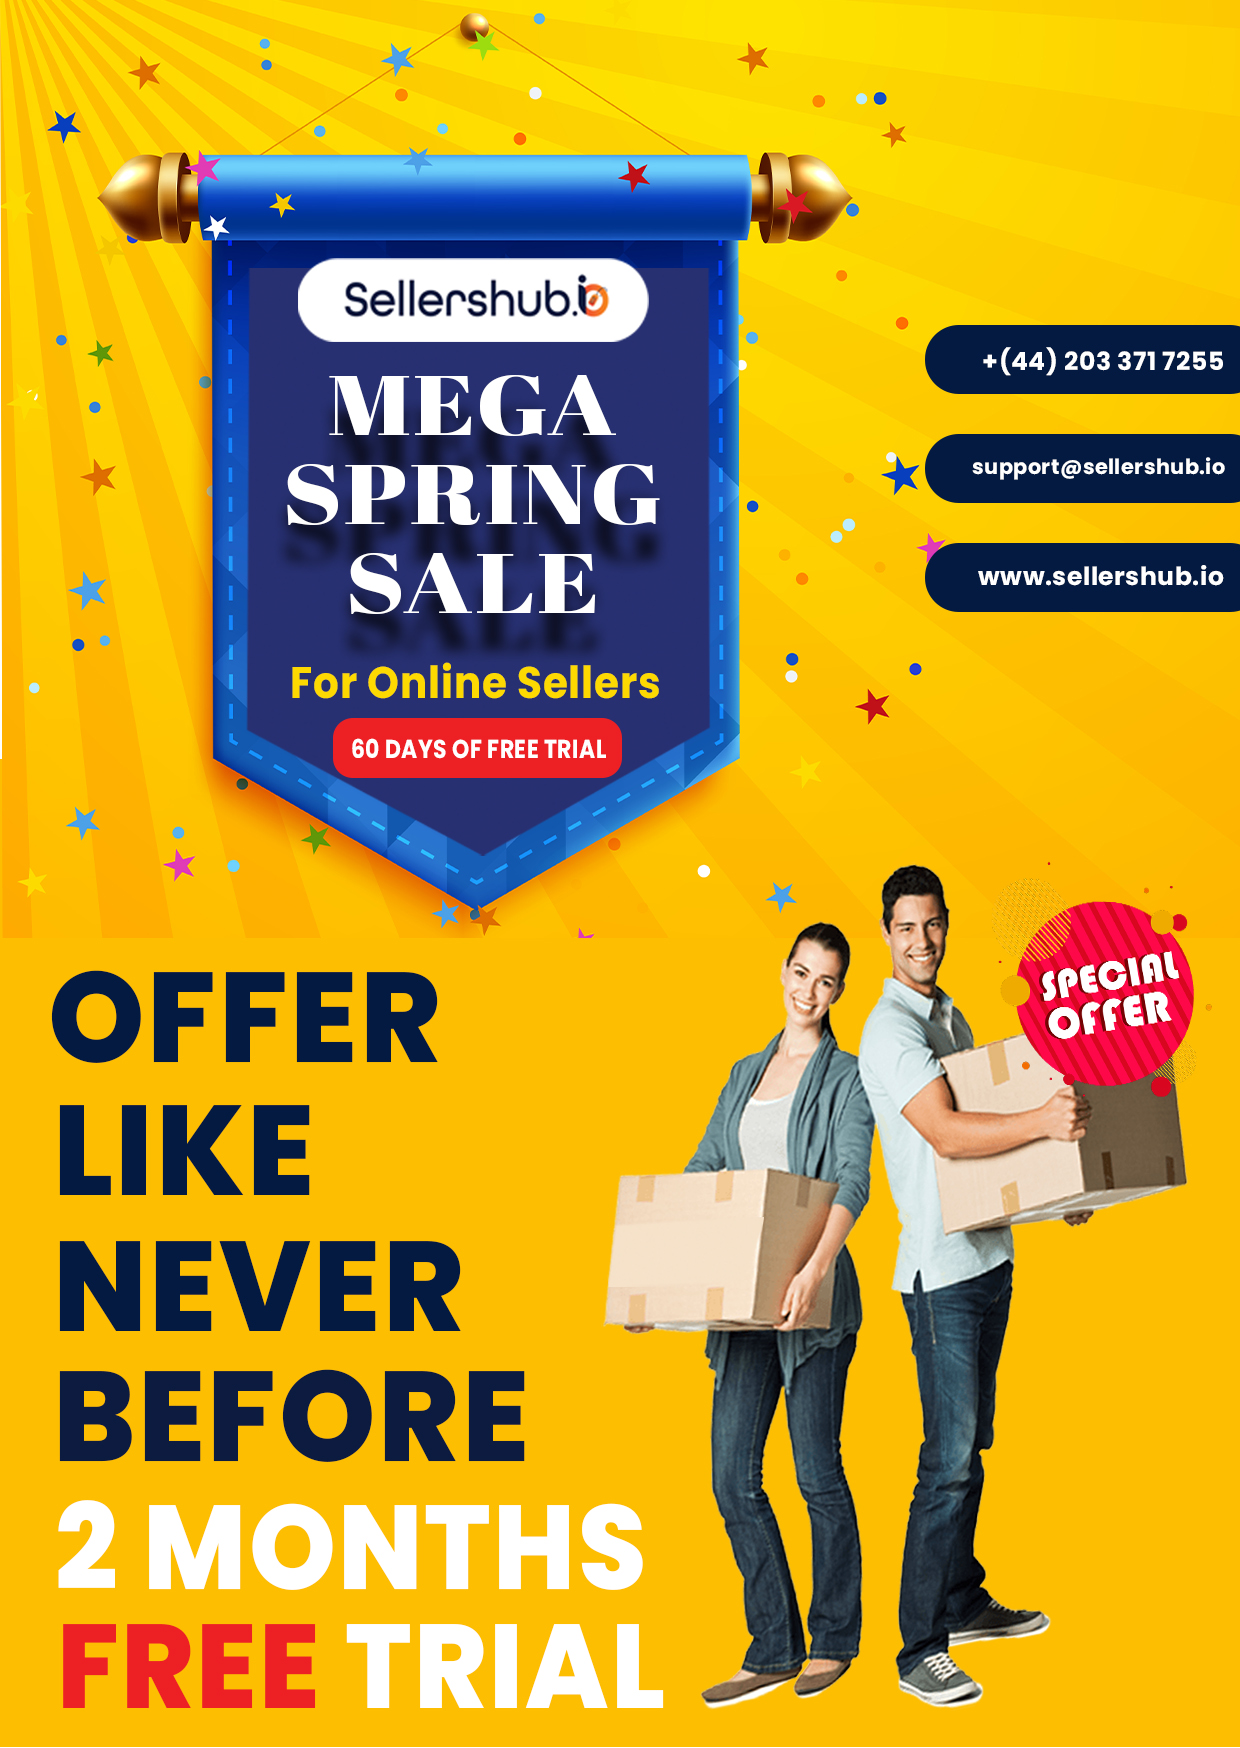 Sellershub.io
MEGA
SPRING
SALE
For Online Sellers
60 DAYS OF FREE TRIAL
+(44) 203 371 7255
support@sellershub.io
www.sellershub.io
SPECIAL
OFFER
OFFER
LIKE
NEVER
BEFORE
2 MONTHS
FREE TRIAL